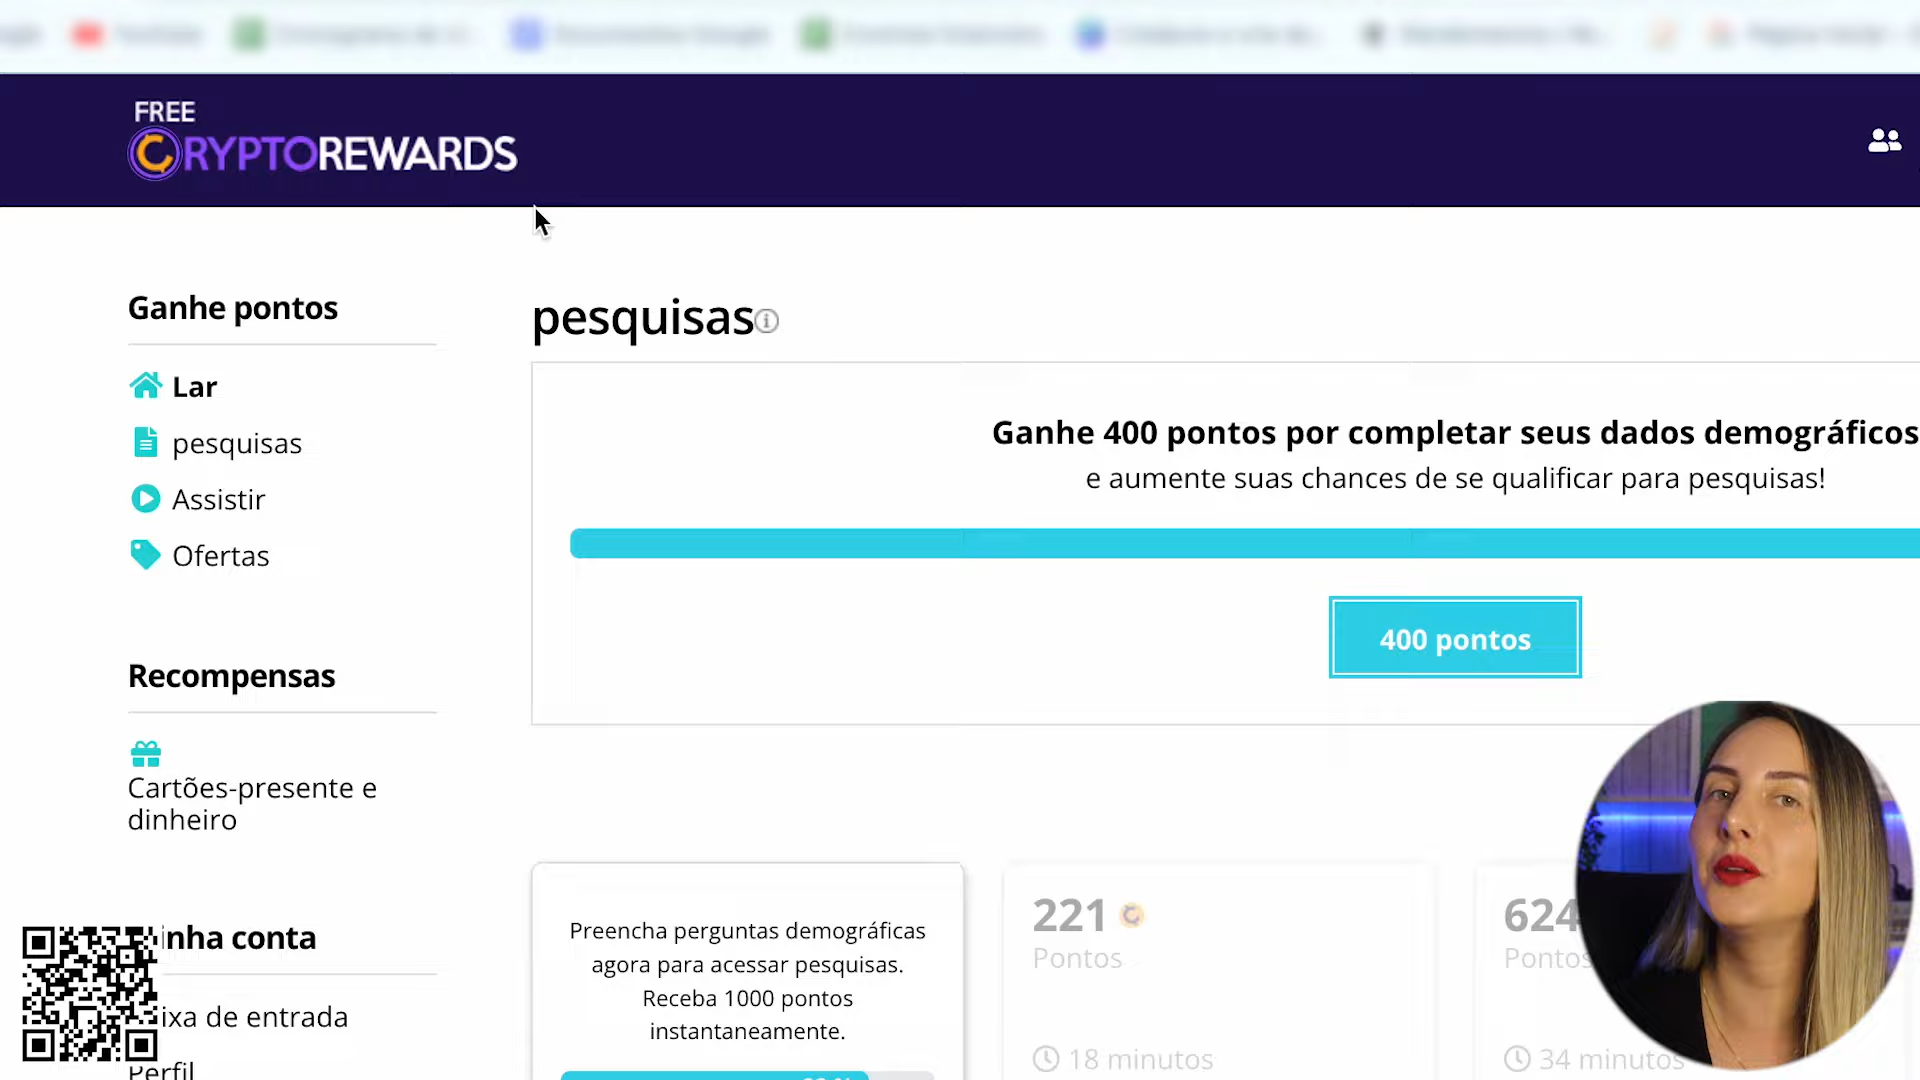 FREE
CRYPTOREWARDS
Ganhe pontos
Lar
pesquisas
Assistir
Ofertas
Recompensas
Cartões-presente e
dinheiro
inha conta
ixa de entrada
Perfil
pesquisas
Ganhe 400 pontos por completar seus dados demográficos
e aumente suas chances de se qualificar para pesquisas!
400 pontos
Preencha perguntas demográficas
agora para acessar pesquisas.
Receba 1000 pontos
instantaneamente.
221
Pontos
18 minutos
624
Pontos
34 minutos